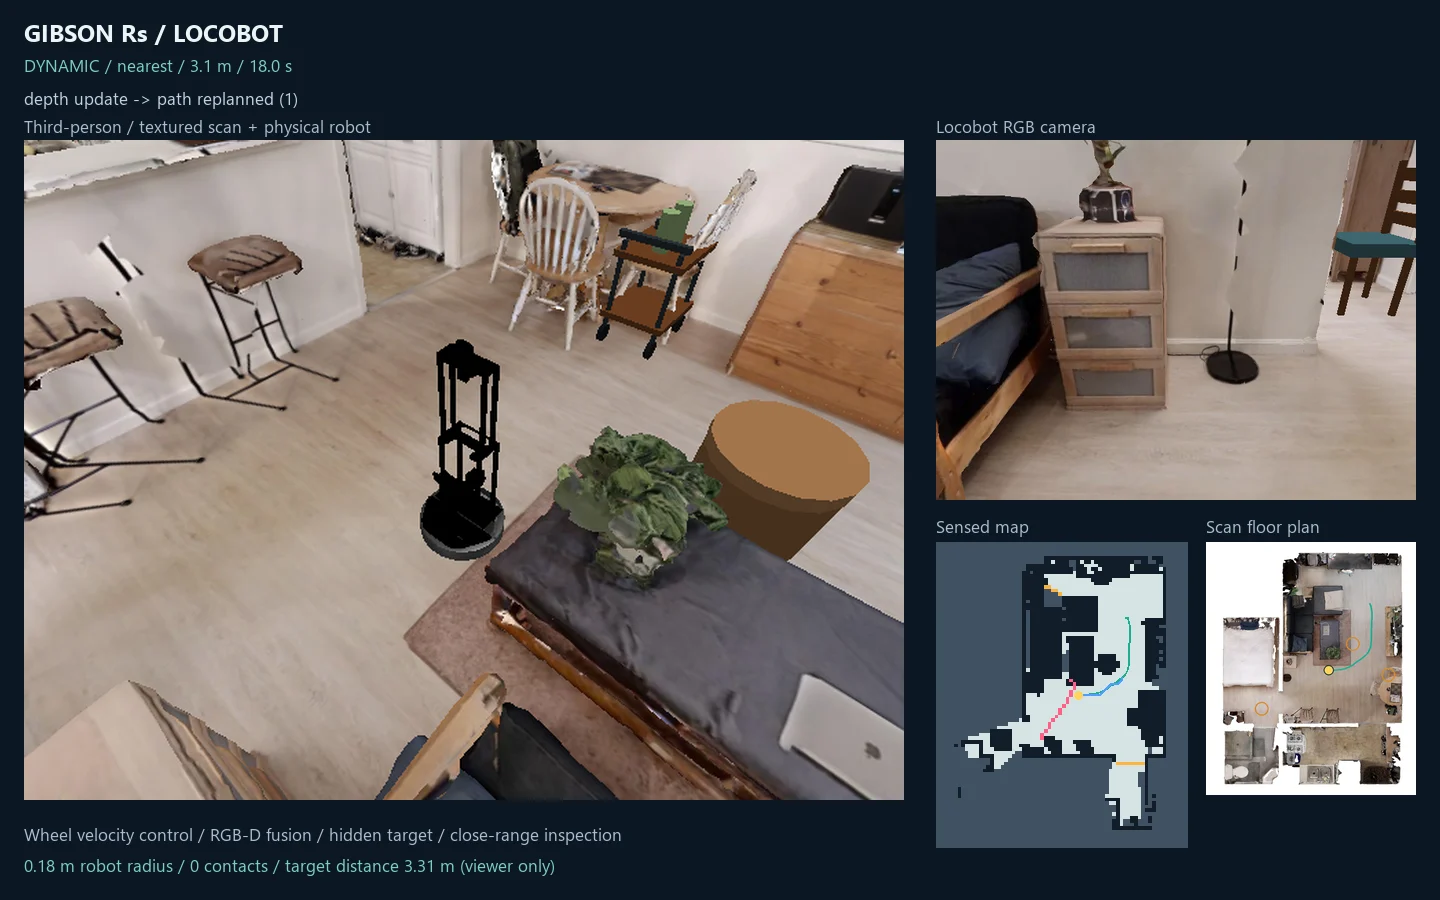 GIBSON Rs / LOCOBOT
DYNAMIC / nearest / 3.1 m / 18.0 s
depth update -> path replanned (1)
Third-person / textured scan + physical robot
Locobot RGB camera
Sensed map
Scan floor plan
Wheel velocity control / RGB-D fusion / hidden target / close-range inspection
0.18 m robot radius / 0 contacts / target distance 3.31 m (viewer only)